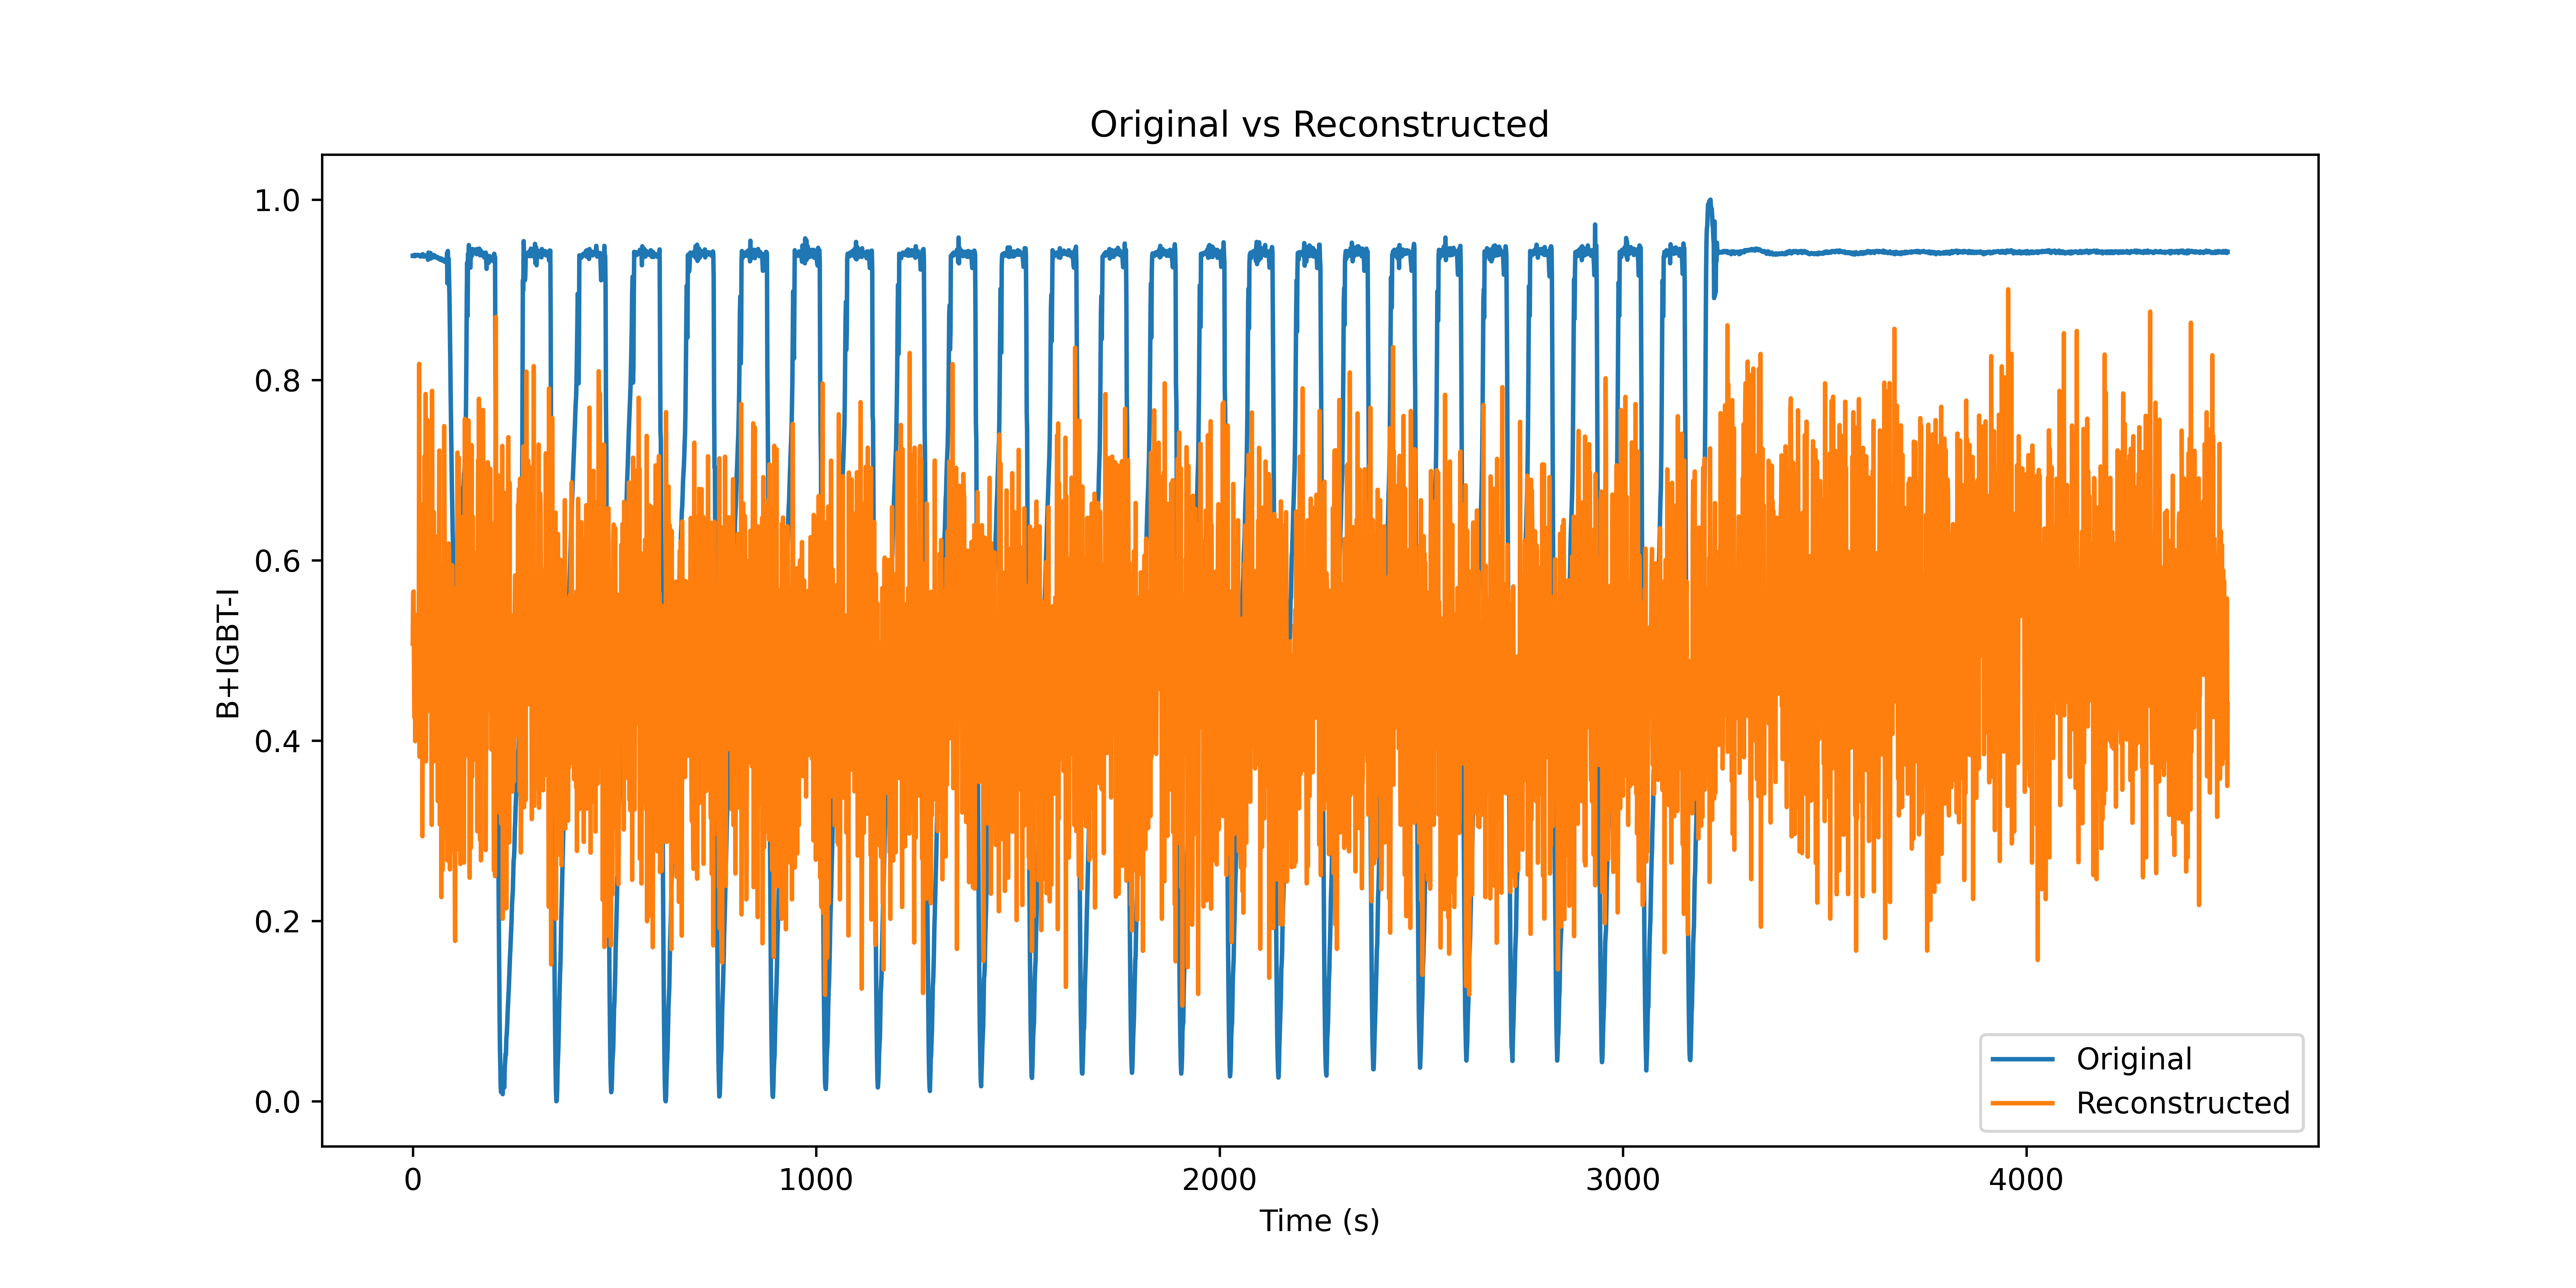 Original vs Reconstructed
1.0
0.8
0.6
0.4
0.2
0.0
B+IGBT-I
0 1000 2000 3000 4000
Time (s)
Original
Reconstructed